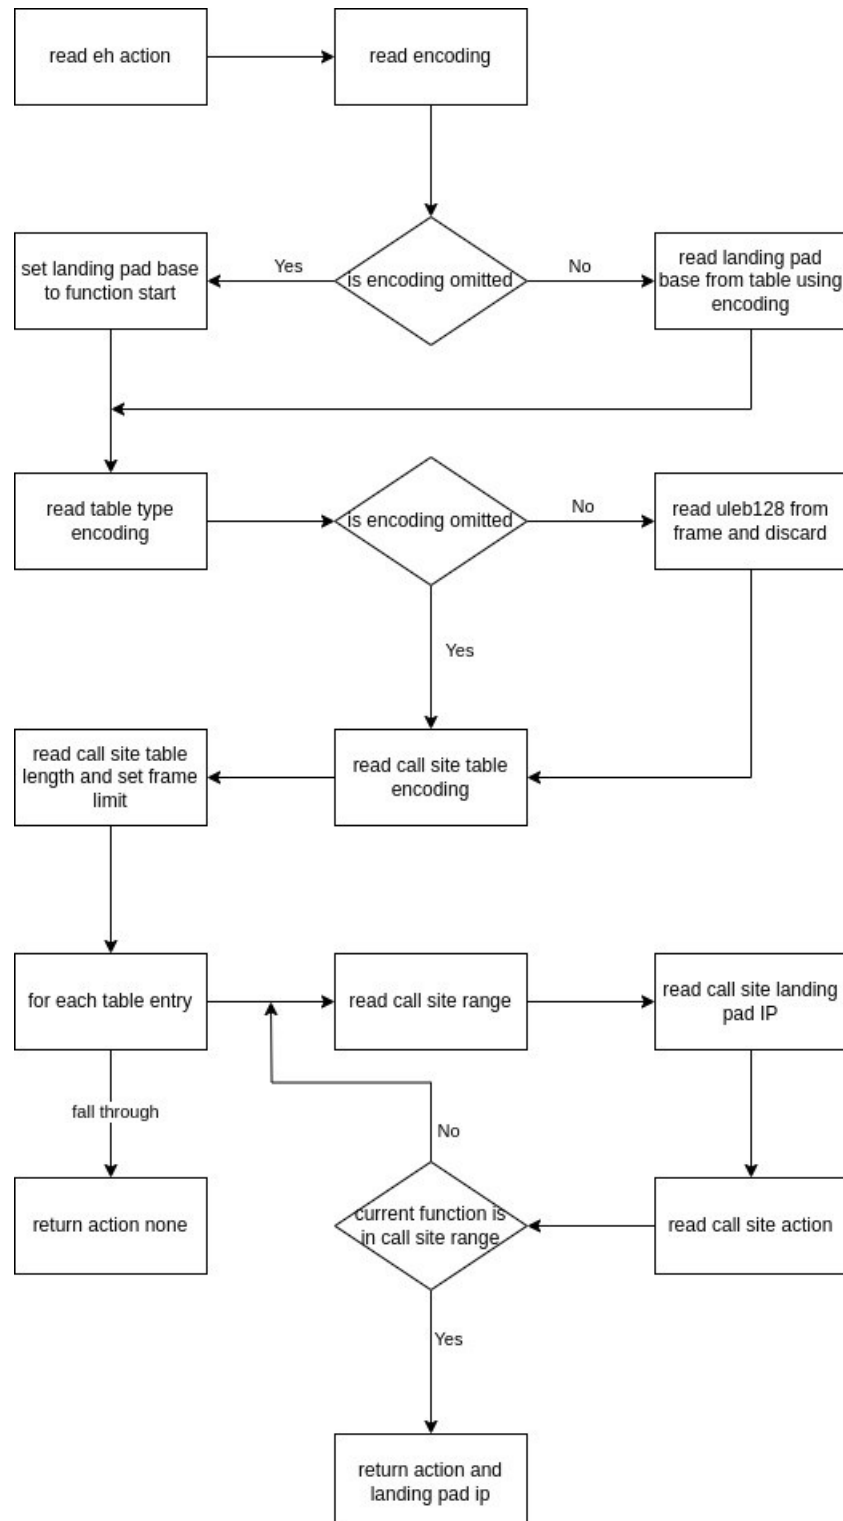 read eh action
read encoding
set landing pad base
to function start
Yes
is encoding omitted
No
read landing pad
base from table using
encoding
read table type
encoding
is encoding omitted
No
read uleb128 from
frame and discard
Yes
read call site table
length and set frame
limit
read call site table
encoding
for each table entry
read call site range
read call site landing
pad IP
fall through
No
return action none
current function is
in call site range
read call site action
Yes
return action and
landing pad ip